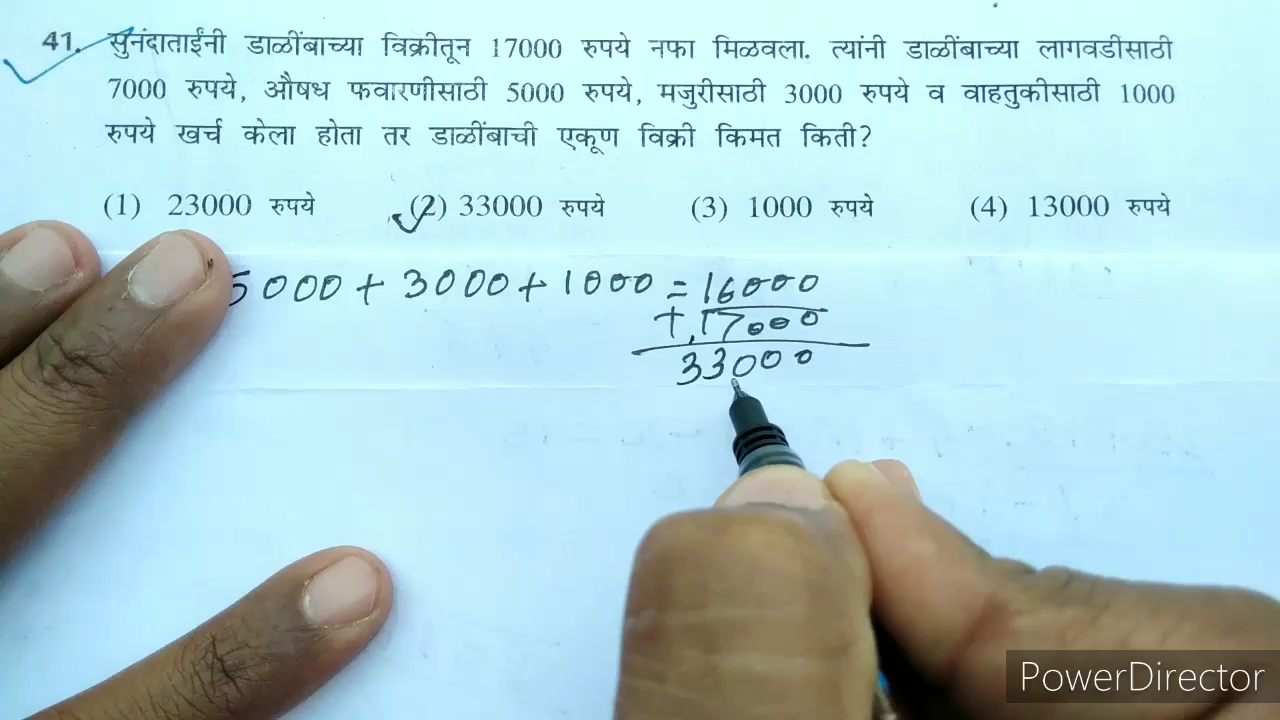 41. सुनंदाताईंनी डाळींबाच्या विक्रीतून 17000 रुपये नफा मिळवला. त्यांनी डाळींबाच्या लागवडीसाठी
7000 रुपये, औषध फवारणीसाठी 5000 रुपये, मजुरीसाठी 3000 रुपये व वाहतुकीसाठी 1000
रुपये खर्च केला होता तर डाळींबाची एकूण विक्री किमत किती?
(1) 23000 रुपये (2) 33000 रुपये (3) 1000 रुपये (4) 13000 रुपये
5000 + 3000 + 1000 = 16000
+ 17000
33000
PowerDirector